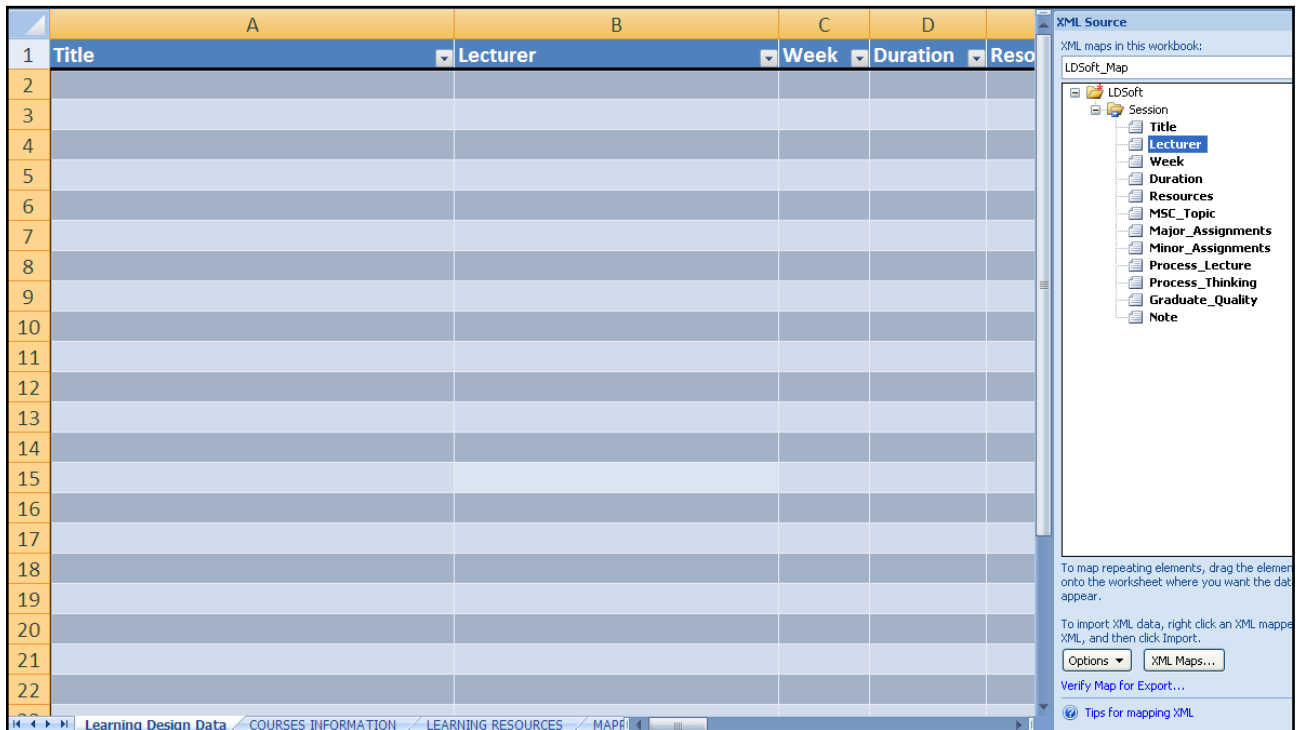 A B C D
1 Title Lecturer Week Duration Reso
2
3
4
5
6
7
8
9
10
11
12
13
14
15
16
17
18
19
20
21
22
Learning Design Data COURSES INFORMATION LEARNING RESOURCES MAPP
XML Source
XML maps in this workbook:
LDSoft_Map
LDSoft
Session
Title
Lecturer
Week
Duration
Resources
MSC_Topic
Major_Assignments
Minor_Assignments
Process_Lecture
Process_Thinking
Graduate_Quality
Note
To map repeating elements, drag the elemen
onto the worksheet where you want the dat
appear.
To import XML data, right click an XML mappe
XML, and then click Import.
Options XML Maps...
Verify Map for Export...
Tips for mapping XML